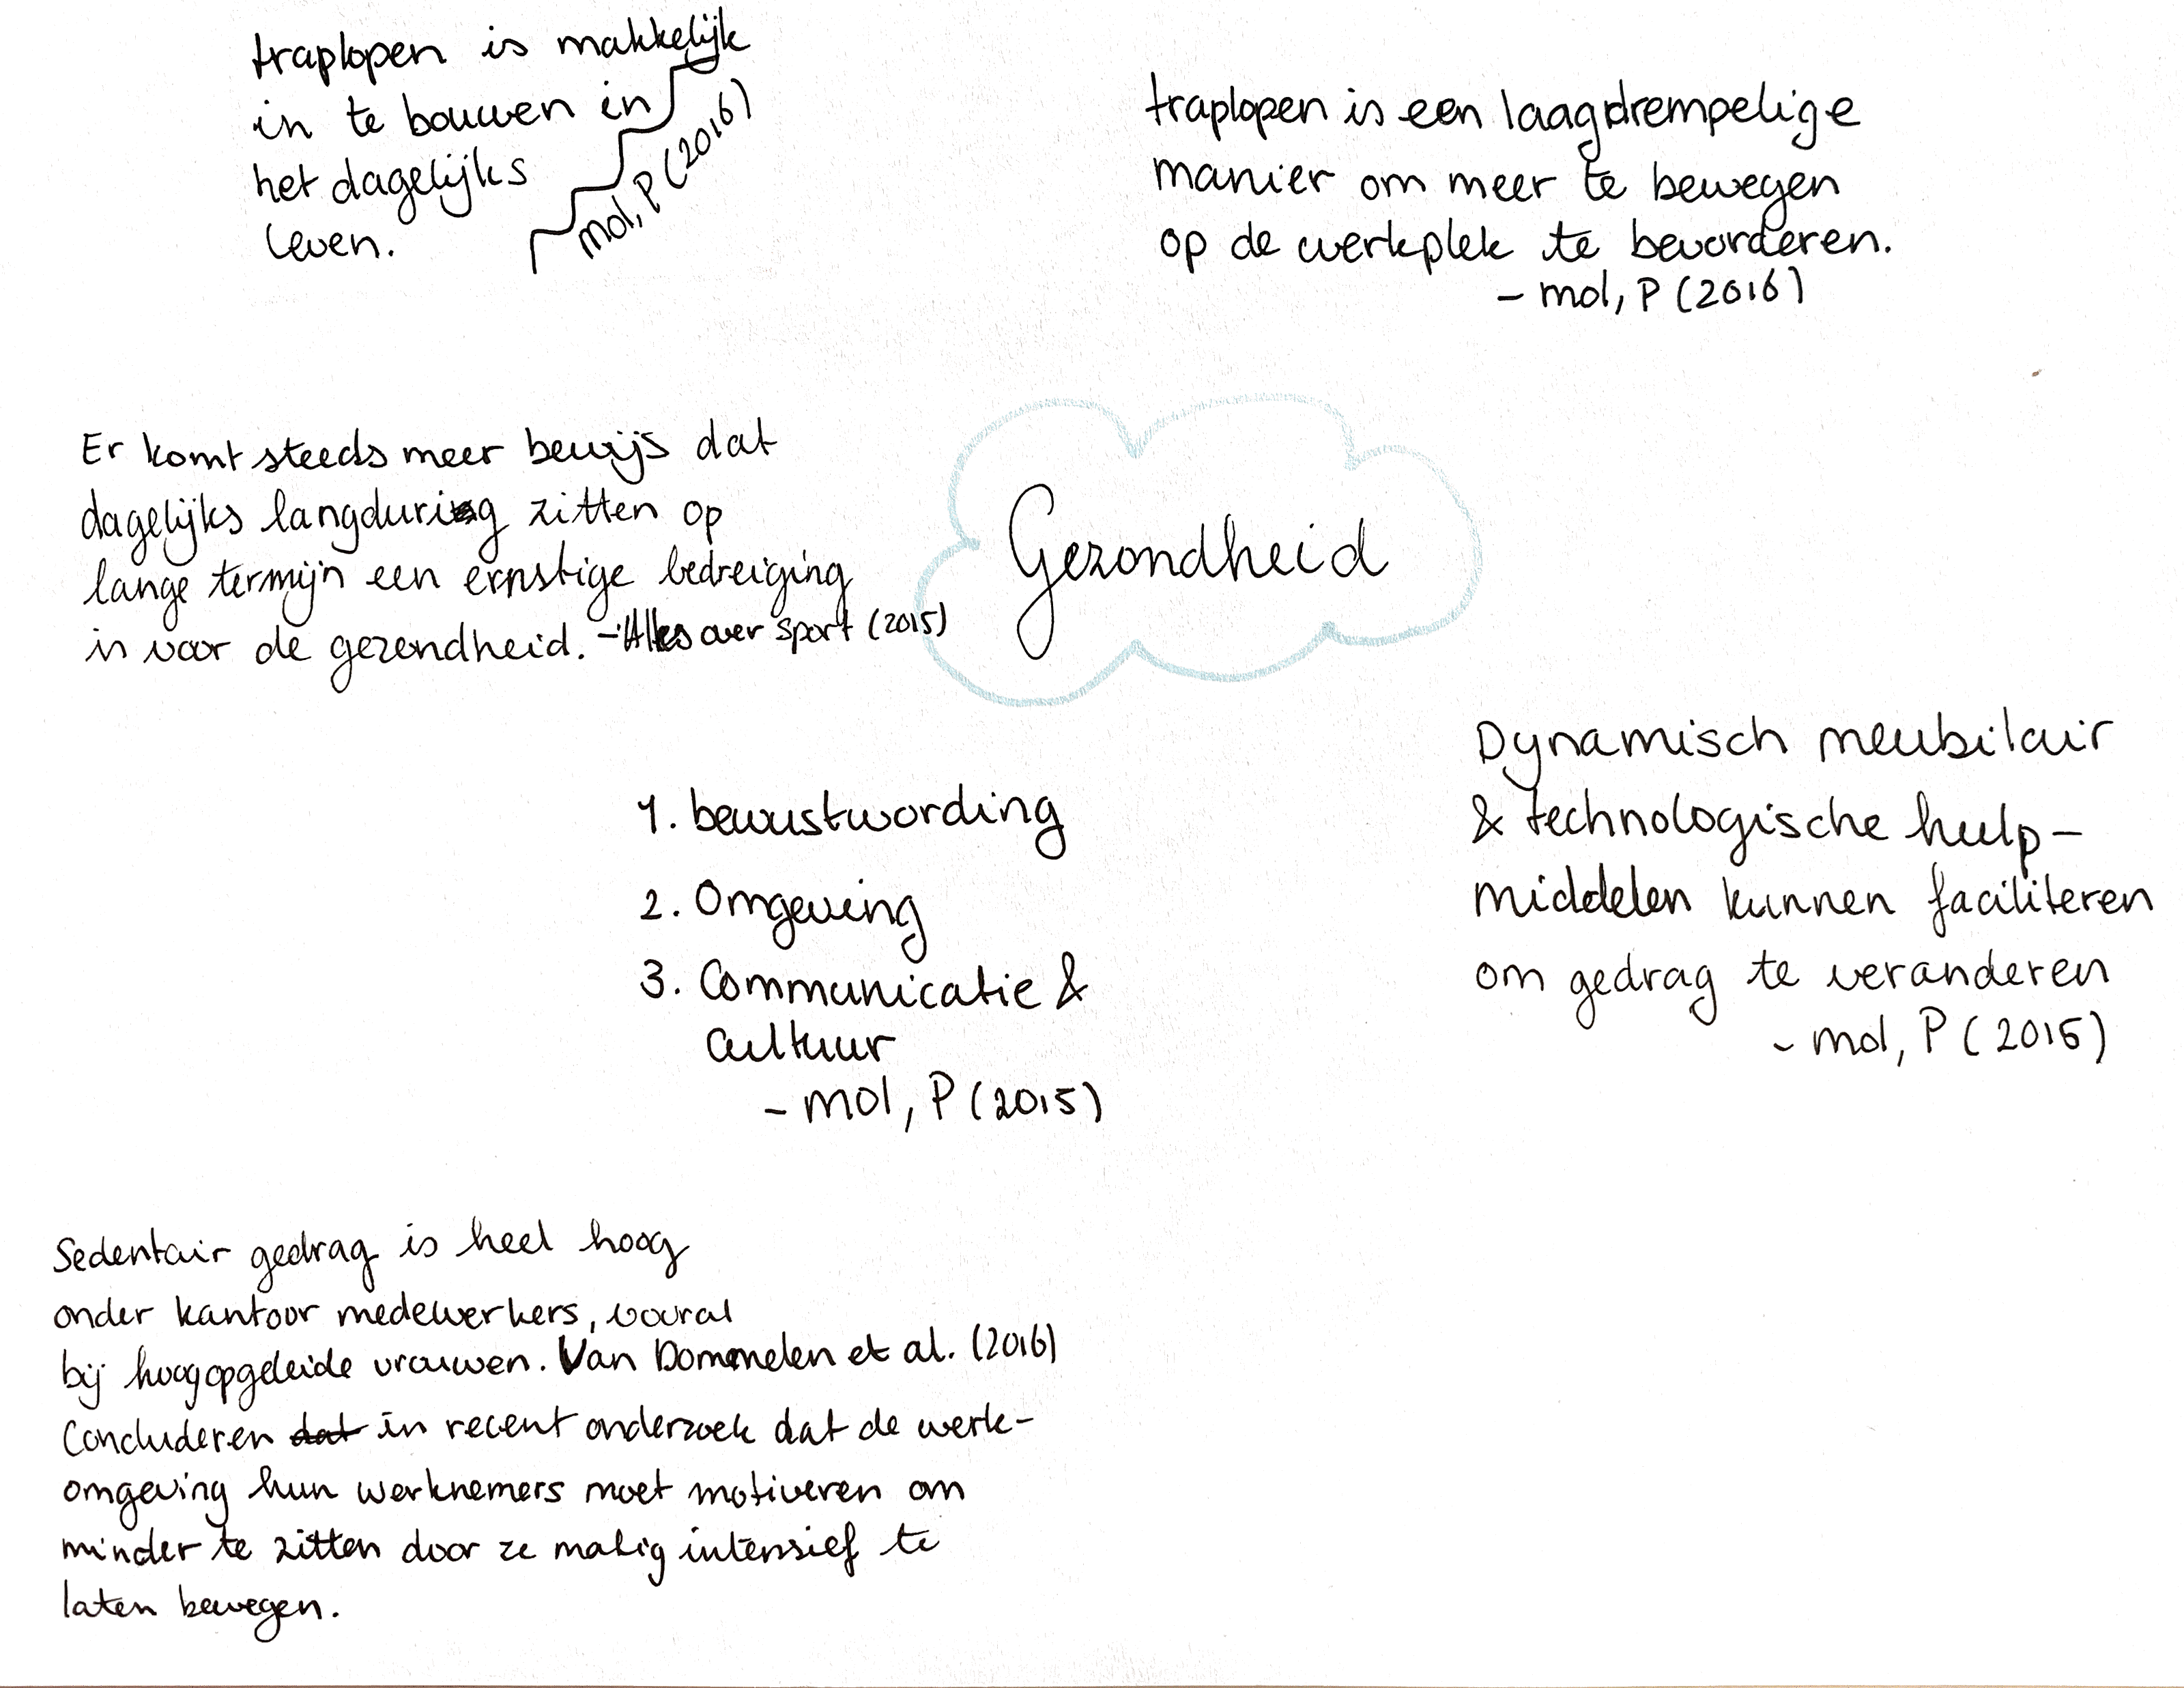 traplopen is makkelijk
in te bouwen in
het dagelijks
leven.
mol, P (2016)
traplopen is een laagdrempelige
manier om meer te bewegen
op de werkplek te bevorderen.
- mol, P (2016)
Er komt steeds meer bewijs dat
dagelijks langdurig zitten op
lange termijn een ernstige bedreiging
is voor de gezondheid. - Alles over sport (2015)
Gezondheid
1. bewustwording
2. Omgeving
3. Communicatie &
Cultuur
- mol, P (2015)
Dynamisch meubilair
& technologische hulp-
middelen kunnen faciliteren
om gedrag te veranderen
- mol, P (2015)
Sedentair gedrag is heel hoog
onder kantoor medewerkers, vooral
bij hoogopgeleide vrouwen. Van Dommelen et al. (2016)
Concluderen dat in recent onderzoek dat de werk-
omgeving hun werknemers moet motiveren om
minder te zitten door ze matig intensief te
laten bewegen.